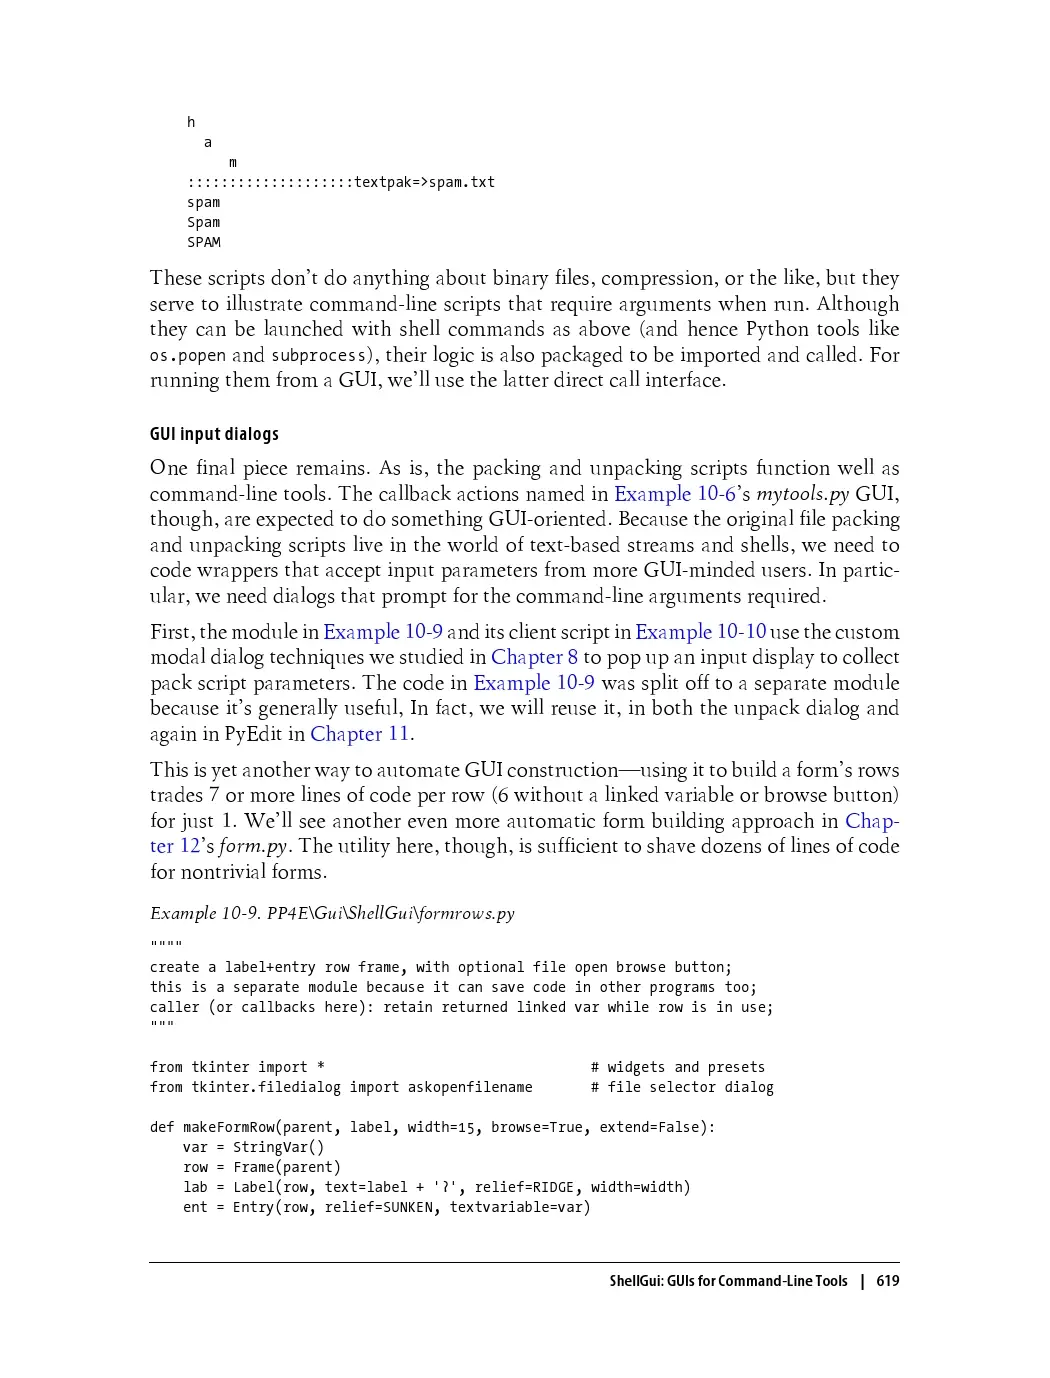 h
a
m
::::::::::::::::::::textpak=>spam.txt
spam
Spam
SPAM
These scripts don't do anything about binary files, compression, or the like, but they
serve to illustrate command-line scripts that require arguments when run. Although
they can be launched with shell commands as above (and hence Python tools like
os.popen and subprocess), their logic is also packaged to be imported and called. For
running them from a GUI, we'll use the latter direct call interface.
GUI input dialogs
One final piece remains. As is, the packing and unpacking scripts function well as
command-line tools. The callback actions named in Example 10-6's mytools.py GUI,
though, are expected to do something GUI-oriented. Because the original file packing
and unpacking scripts live in the world of text-based streams and shells, we need to
code wrappers that accept input parameters from more GUI-minded users. In partic-
ular, we need dialogs that prompt for the command-line arguments required.
First, the module in Example 10-9 and its client script in Example 10-10 use the custom
modal dialog techniques we studied in Chapter 8 to pop up an input display to collect
pack script parameters. The code in Example 10-9 was split off to a separate module
because it's generally useful, In fact, we will reuse it, in both the unpack dialog and
again in PyEdit in Chapter 11.
This is yet another way to automate GUI construction—using it to build a form's rows
trades 7 or more lines of code per row (6 without a linked variable or browse button)
for just 1. We'll see another even more automatic form building approach in Chap-
ter 12's form.py. The utility here, though, is sufficient to shave dozens of lines of code
for nontrivial forms.
Example 10-9. PP4E\Gui\ShellGui\formrows.py
""""
create a label+entry row frame, with optional file open browse button;
this is a separate module because it can save code in other programs too;
caller (or callbacks here): retain returned linked var while row is in use;
"""
from tkinter import * # widgets and presets
from tkinter.filedialog import askopenfilename # file selector dialog
def makeFormRow(parent, label, width=15, browse=True, extend=False):
var = StringVar()
row = Frame(parent)
lab = Label(row, text=label + '?', relief=RIDGE, width=width)
ent = Entry(row, relief=SUNKEN, textvariable=var)
ShellGui: GUIs for Command-Line Tools | 619